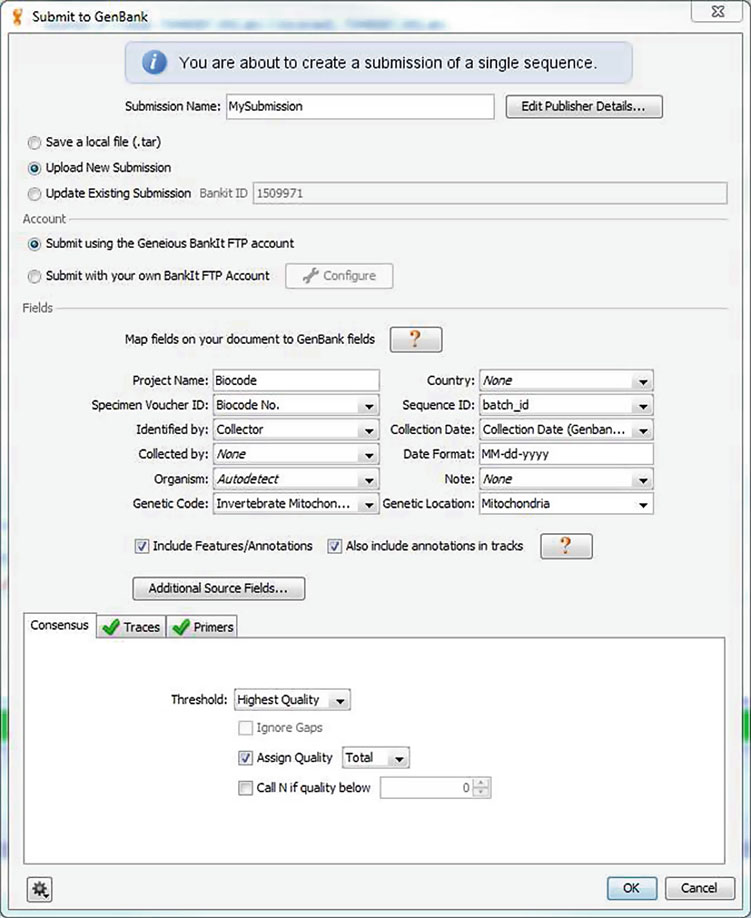 Submit to GenBank
You are about to create a submission of a single sequence.
Submission Name: MySubmission Edit Publisher Details...
Save a local file (.tar)
Upload New Submission
Update Existing Submission Bankit ID 1509971
Account
Submit using the Geneious BankIt FTP account
Submit with your own BankIt FTP Account Configure
Fields
Map fields on your document to GenBank fields ?
Project Name: Biocode Country: None
Specimen Voucher ID: Biocode No. Sequence ID: batch_id
Identified by: Collector Collection Date: Collection Date (Genban...
Collected by: None Date Format: MM-dd-yyyy
Organism: Autodetect Note: None
Genetic Code: Invertebrate Mitochon... Genetic Location: Mitochondria
Include Features/Annotations Also include annotations in tracks ?
Additional Source Fields...
Consensus Traces Primers
Threshold: Highest Quality
Ignore Gaps
Assign Quality Total
Call N if quality below 0
OK Cancel